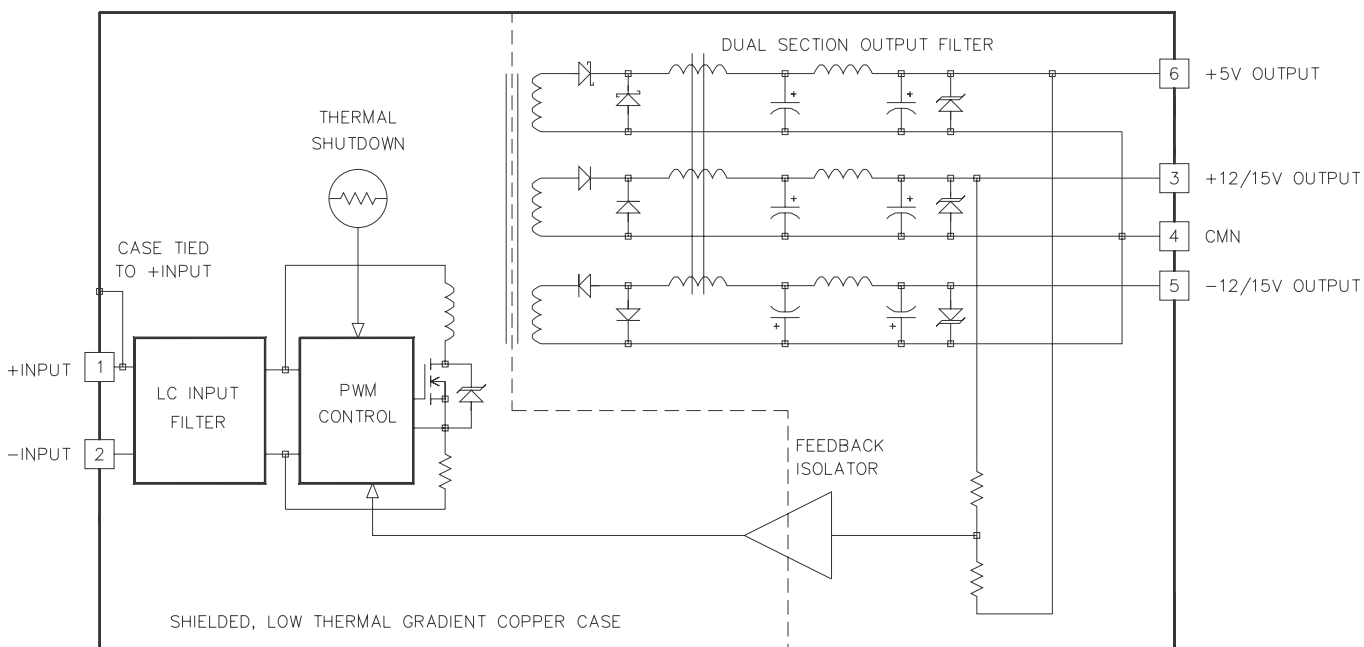 DUAL SECTION OUTPUT FILTER
6
+5V OUTPUT
THERMAL
SHUTDOWN
+
+
3
+12/15V OUTPUT
+
+
CASE TIED
TO +INPUT
4
CMN
5
-12/15V OUTPUT
+
+
+INPUT
1
LC INPUT
FILTER
PWM
CONTROL
-INPUT
2
FEEDBACK
ISOLATOR
SHIELDED, LOW THERMAL GRADIENT COPPER CASE